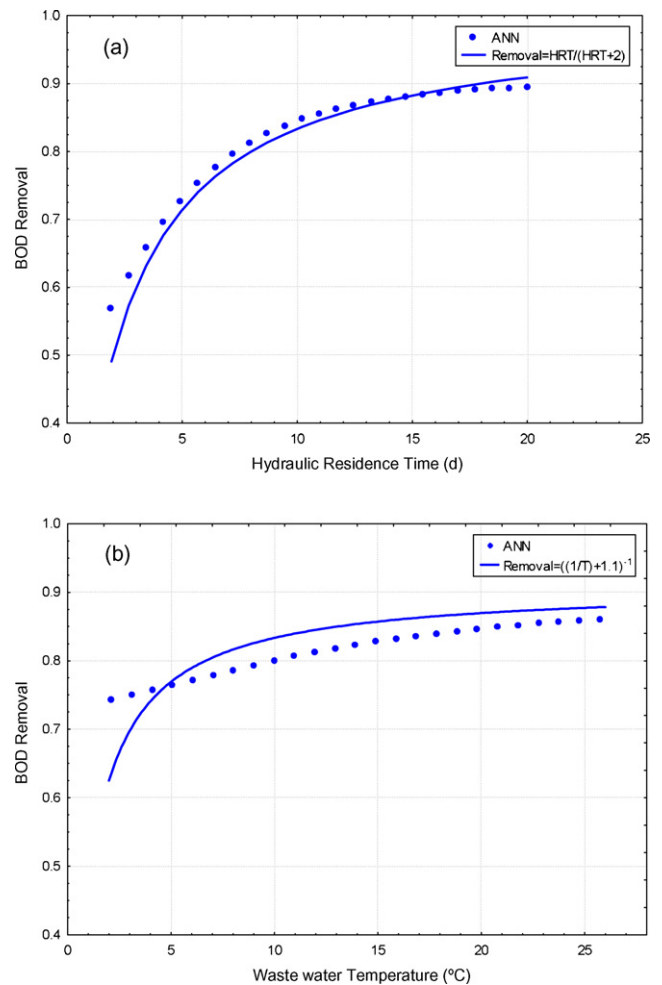 (a)
ANN
Removal=HRT/(HRT+2)
1.0
0.9
0.8
0.7
0.6
0.5
0.4
BOD Removal
0 5 10 15 20 25
Hydraulic Residence Time (d)
(b)
ANN
Removal=((1/T)+1.1)⁻¹
1.0
0.9
0.8
0.7
0.6
0.5
0.4
BOD Removal
0 5 10 15 20 25
Waste water Temperature (ºC)